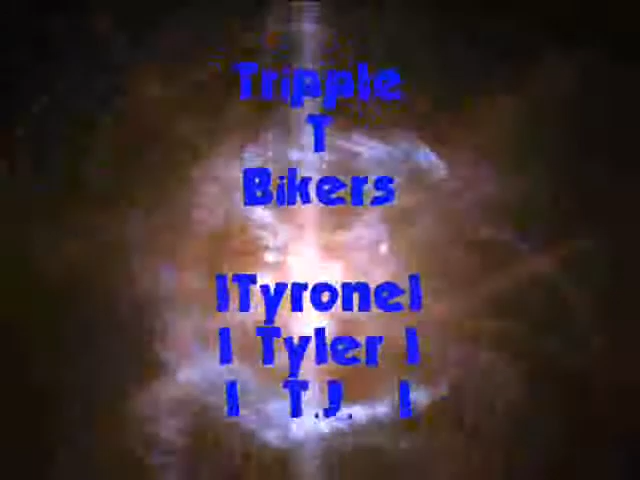 Tripple
T
Bikers
|Tyrone|
| Tyler |
| T.J. |